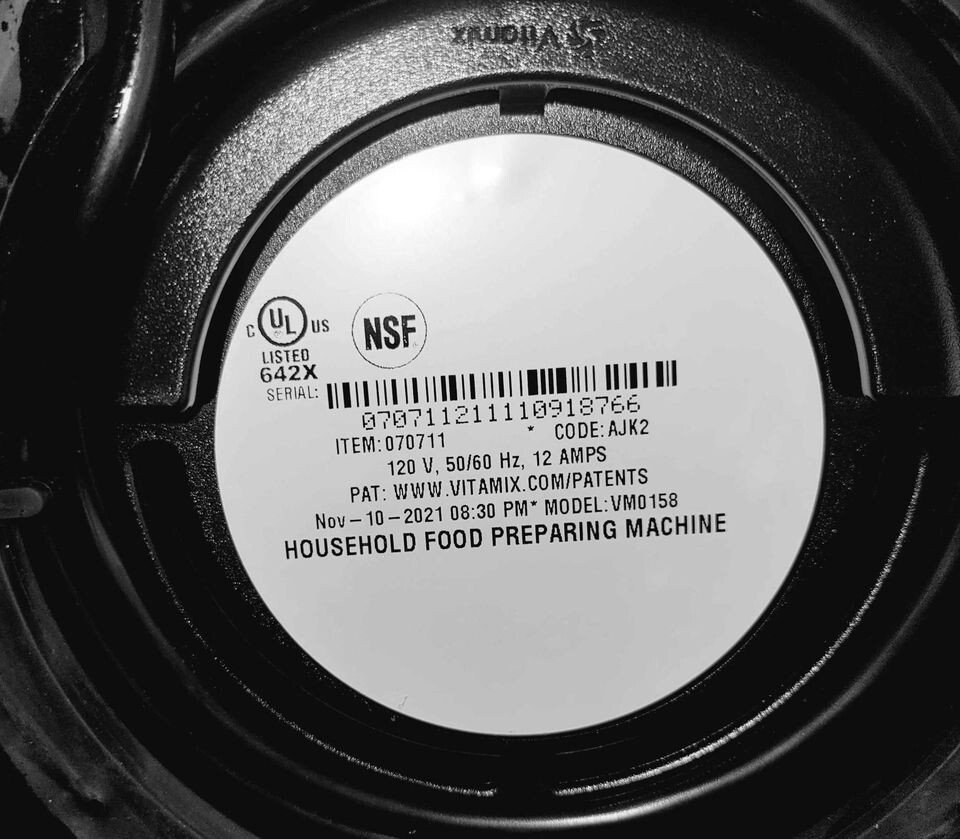 Vitamix
C UL US
LISTED
642X
NSF
SERIAL:
070711211110918766
ITEM:070711 * CODE:AJK2
120 V, 50/60 Hz, 12 AMPS
PAT: WWW.VITAMIX.COM/PATENTS
Nov-10-2021 08:30 PM* MODEL:VM0158
HOUSEHOLD FOOD PREPARING MACHINE